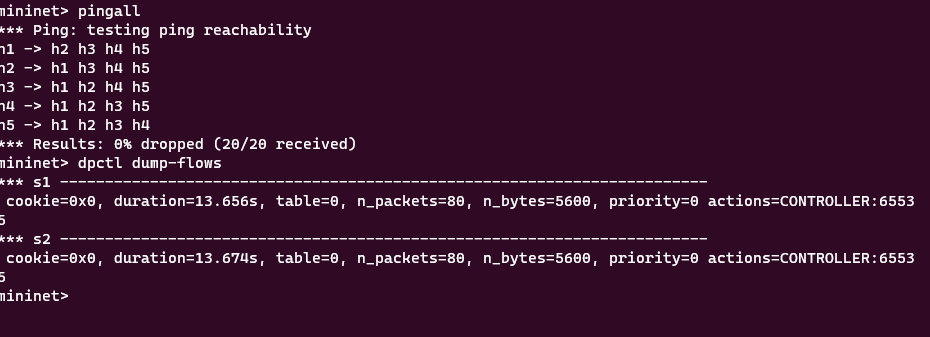 mininet> pingall
*** Ping: testing ping reachability
h1 -> h2 h3 h4 h5
h2 -> h1 h3 h4 h5
h3 -> h1 h2 h4 h5
h4 -> h1 h2 h3 h5
h5 -> h1 h2 h3 h4
*** Results: 0% dropped (20/20 received)
mininet> dpctl dump-flows
*** s1 ------------------------------------------------------------------------
 cookie=0x0, duration=13.656s, table=0, n_packets=80, n_bytes=5600, priority=0 actions=CONTROLLER:6553
5
*** s2 ------------------------------------------------------------------------
 cookie=0x0, duration=13.674s, table=0, n_packets=80, n_bytes=5600, priority=0 actions=CONTROLLER:6553
5
mininet>